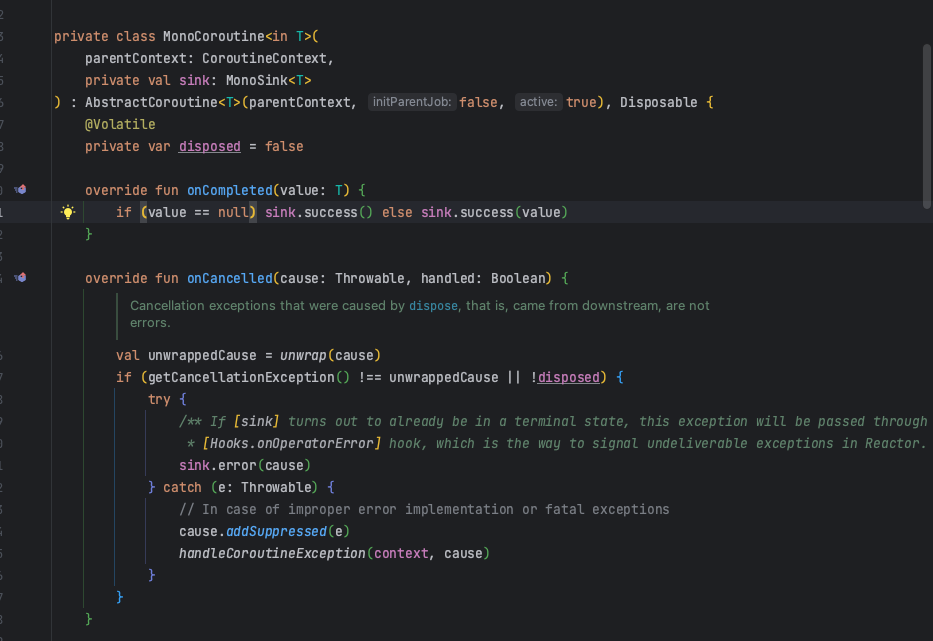 private class MonoCoroutine<in T>(
    parentContext: CoroutineContext,
    private val sink: MonoSink<T>
) : AbstractCoroutine<T>(parentContext, initParentJob: false, active: true), Disposable {
    @Volatile
    private var disposed = false
    override fun onCompleted(value: T) {
        if (value == null) sink.success() else sink.success(value)
    }
    override fun onCancelled(cause: Throwable, handled: Boolean) {
        Cancellation exceptions that were caused by dispose, that is, came from downstream, are not
        errors.
        val unwrappedCause = unwrap(cause)
        if (getCancellationException() !== unwrappedCause || !disposed) {
            try {
                /** If [sink] turns out to already be in a terminal state, this exception will be passed through
                 * [Hooks.onOperatorError] hook, which is the way to signal undeliverable exceptions in Reactor.
                sink.error(cause)
            } catch (e: Throwable) {
                // In case of improper error implementation or fatal exceptions
                cause.addSuppressed(e)
                handleCoroutineException(context, cause)
            }
        }
    }